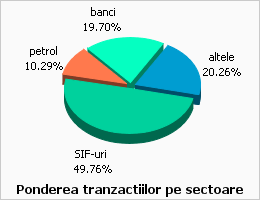 banci
19.70%
petrol
10.29%
altele
20.26%
SIF-uri
49.76%
Ponderea tranzactiilor pe sectoare